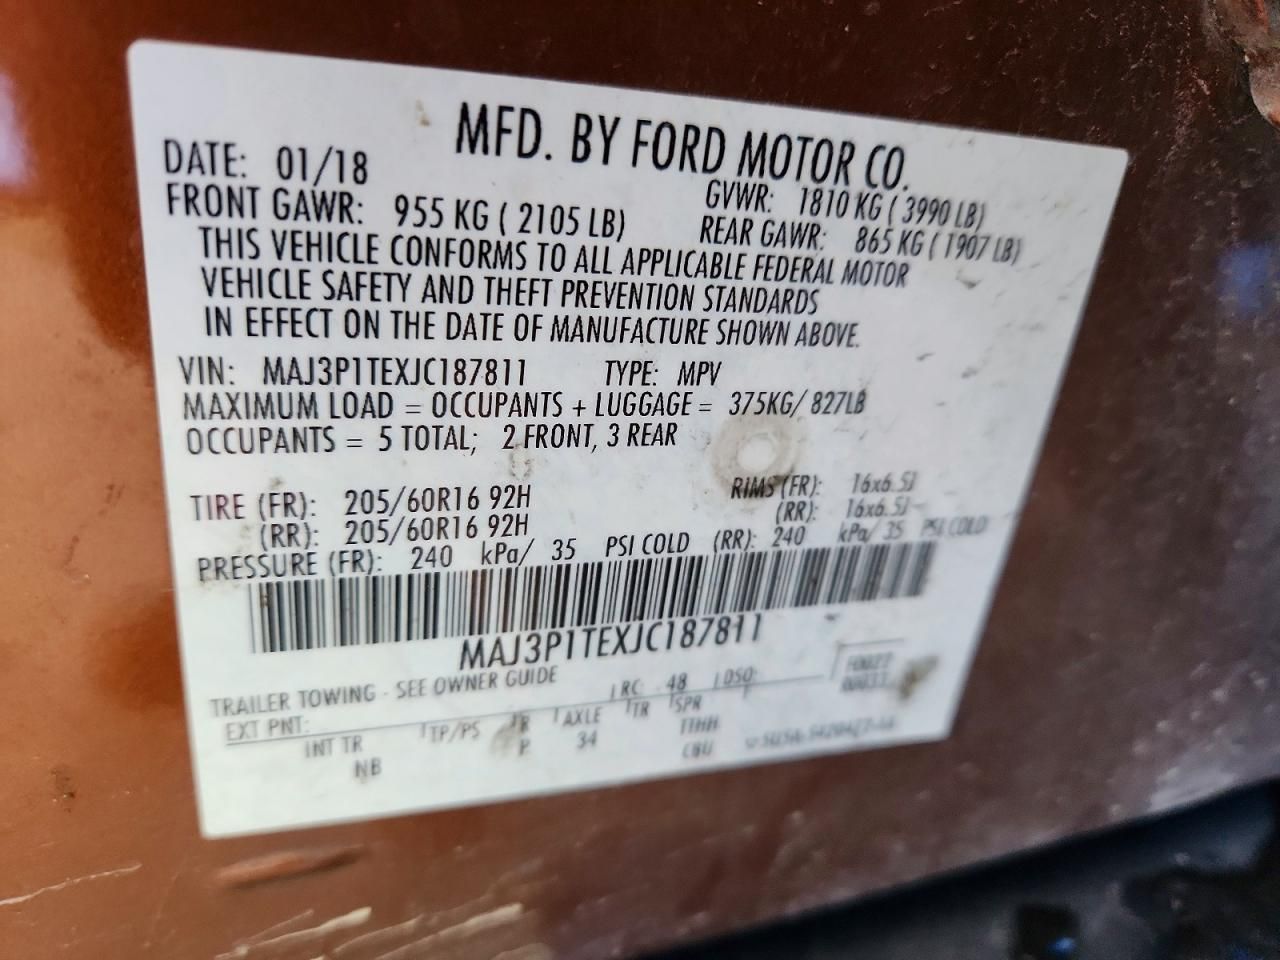 MFD. BY FORD MOTOR CO.
DATE: 01/18 GVWR: 1810 KG ( 3990 LB)
FRONT GAWR: 955 KG ( 2105 LB) REAR GAWR: 865 KG ( 1907 LB)
THIS VEHICLE CONFORMS TO ALL APPLICABLE FEDERAL MOTOR
VEHICLE SAFETY AND THEFT PREVENTION STANDARDS
IN EFFECT ON THE DATE OF MANUFACTURE SHOWN ABOVE.
VIN: MAJ3P1TEXJC187811 TYPE: MPV
MAXIMUM LOAD = OCCUPANTS + LUGGAGE = 375KG/ 827LB
OCCUPANTS = 5 TOTAL; 2 FRONT, 3 REAR
TIRE (FR): 205/60R16 92H RIMS (FR): 16x6.5J
(RR): 205/60R16 92H (RR): 16x6.5J
PRESSURE (FR): 240 kPa/ 35 PSI COLD (RR): 240 kPa/ 35 PSI COLD
MAJ3P1TEXJC187811
TRAILER TOWING - SEE OWNER GUIDE
EXT PNT: RC: 48 DSO:
INT TR TP/PS R AXLE TR SPR
NB P 34 CBU